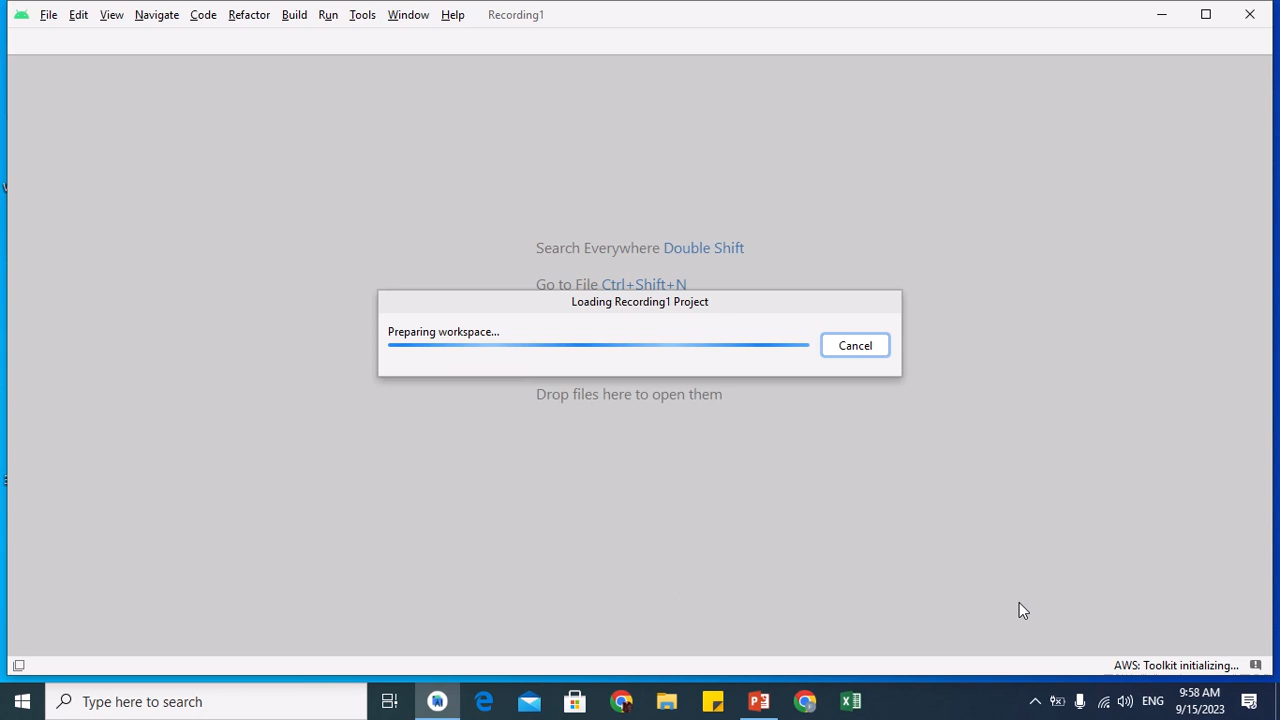 File Edit View Navigate Code Refactor Build Run Tools Window Help Recording1
Search Everywhere Double Shift
Go to File Ctrl+Shift+N
Loading Recording1 Project
Preparing workspace...
Cancel
Drop files here to open them
AWS: Toolkit initializing...
Type here to search
ENG
9:58 AM
9/15/2023